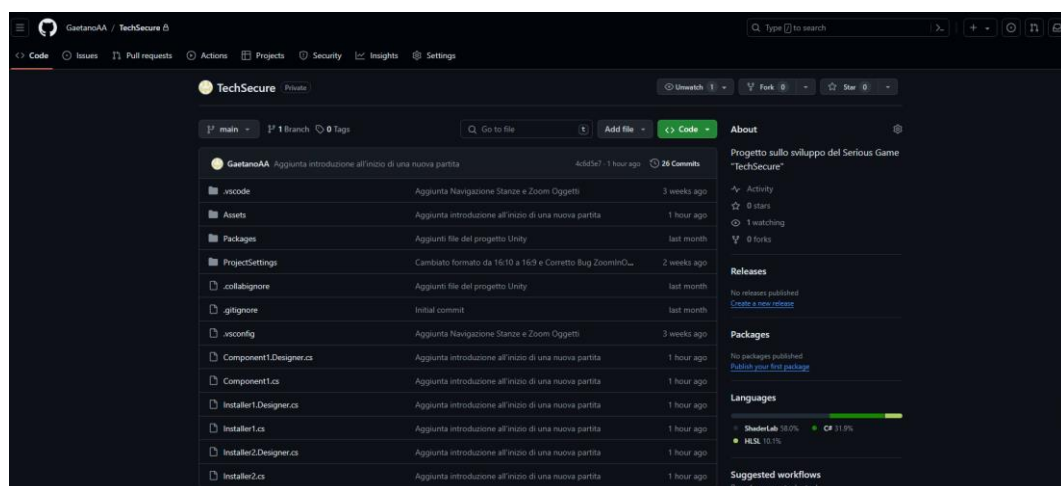 GaetanoAA / TechSecure
Type / to search
Code Issues Pull requests Actions Projects Security Insights Settings
TechSecure Private
Unwatch 1 Fork 0 Star 0
main 1 Branch 0 Tags Go to file t Add file Code
GaetanoAA Aggiunta introduzione all'inizio di una nuova partita 4c6d5e7 · 1 hour ago 26 Commits
.vscode Aggiunta Navigazione Stanze e Zoom Oggetti 3 weeks ago
Assets Aggiunta introduzione all'inizio di una nuova partita 1 hour ago
Packages Aggiunti file del progetto Unity last month
ProjectSettings Cambiato formato da 16:10 a 16:9 e Corretto Bug ZoomInO... 2 weeks ago
.collabignore Aggiunti file del progetto Unity last month
.gitignore Initial commit last month
.vsconfig Aggiunta Navigazione Stanze e Zoom Oggetti 3 weeks ago
Component1.Designer.cs Aggiunta introduzione all'inizio di una nuova partita 1 hour ago
Component1.cs Aggiunta introduzione all'inizio di una nuova partita 1 hour ago
Installer1.Designer.cs Aggiunta introduzione all'inizio di una nuova partita 1 hour ago
Installer1.cs Aggiunta introduzione all'inizio di una nuova partita 1 hour ago
Installer2.Designer.cs Aggiunta introduzione all'inizio di una nuova partita 1 hour ago
Installer2.cs Aggiunta introduzione all'inizio di una nuova partita 1 hour ago
About
Progetto sullo sviluppo del Serious Game
"TechSecure"
Activity
0 stars
1 watching
0 forks
Releases
No releases published
Create a new release
Packages
No packages published
Publish your first package
Languages
ShaderLab 58.0% C# 31.9%
HLSL 10.1%
Suggested workflows